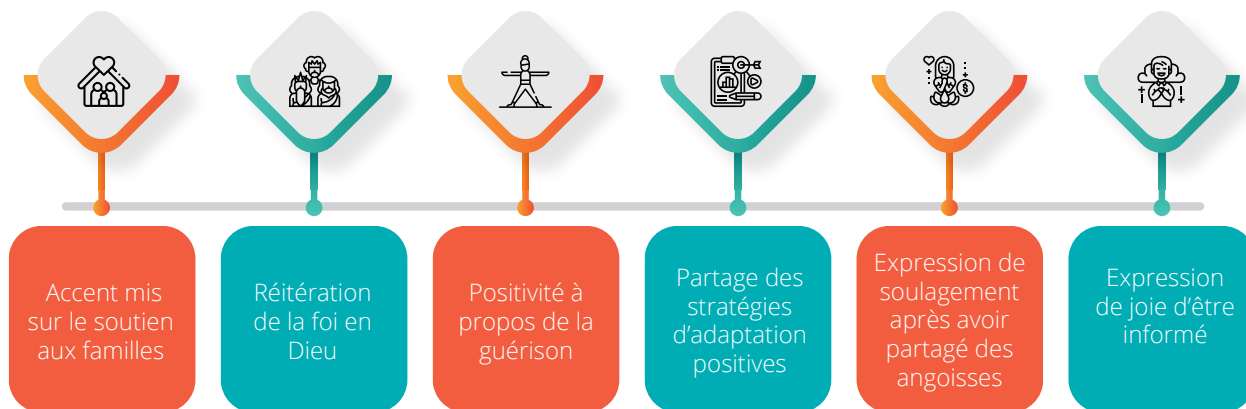 Accent mis
sur le soutien
aux familles
Réitération
de la foi en
Dieu
Positivité à
propos de la
guérison
Partage des
stratégies
d’adaptation
positives
Expression de
soulagement
après avoir
partagé des
angoisses
Expression
de joie d’être
informé
$